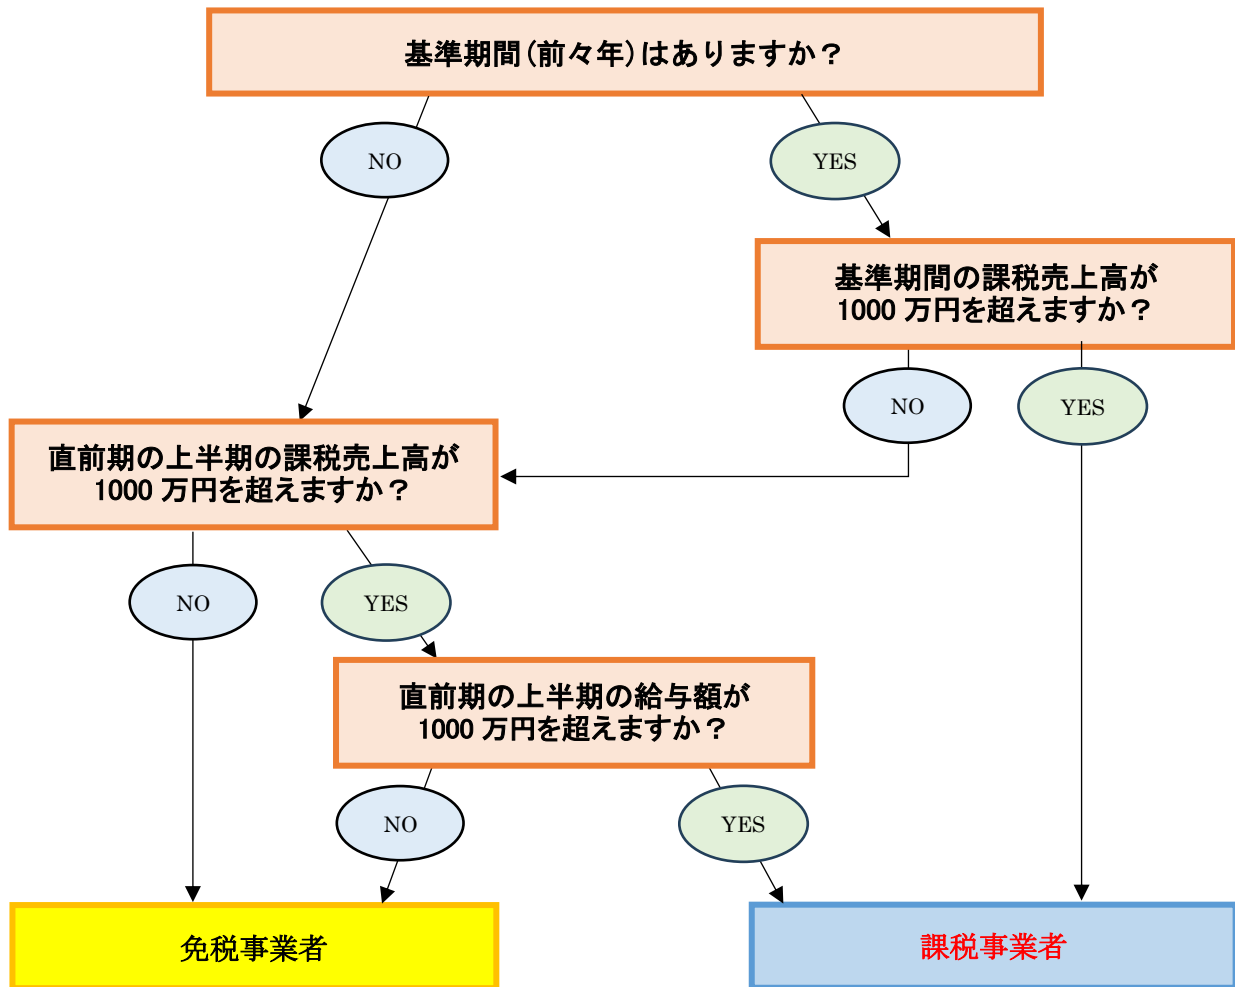 基準期間(前々年)はありますか？
NO
YES
基準期間の課税売上高が
1000 万円を超えますか？
NO
YES
直前期の上半期の課税売上高が
1000 万円を超えますか？
NO
YES
直前期の上半期の給与額が
1000 万円を超えますか？
NO
YES
免税事業者
課税事業者